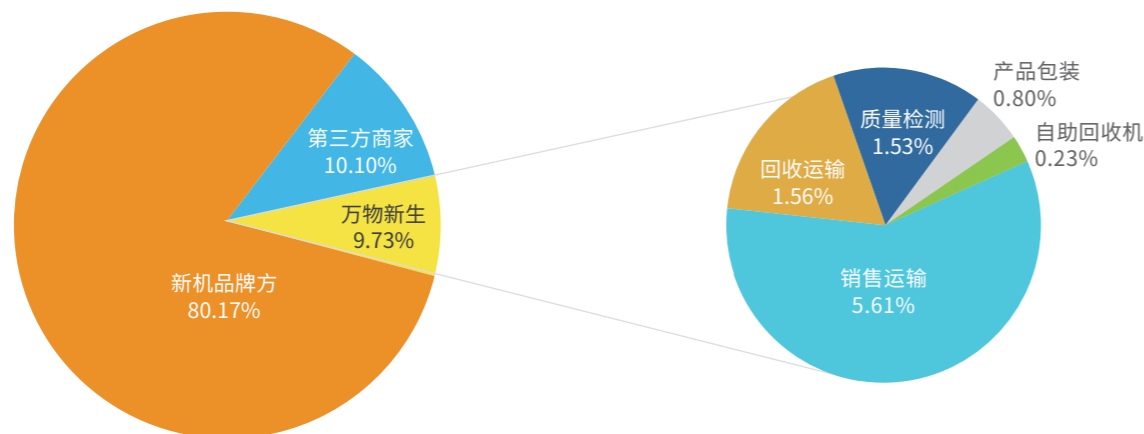 第三方商家
10.10%
万物新生
9.73%
新机品牌方
80.17%
产品包装
0.80%
质量检测
1.53%
自助回收机
0.23%
回收运输
1.56%
销售运输
5.61%